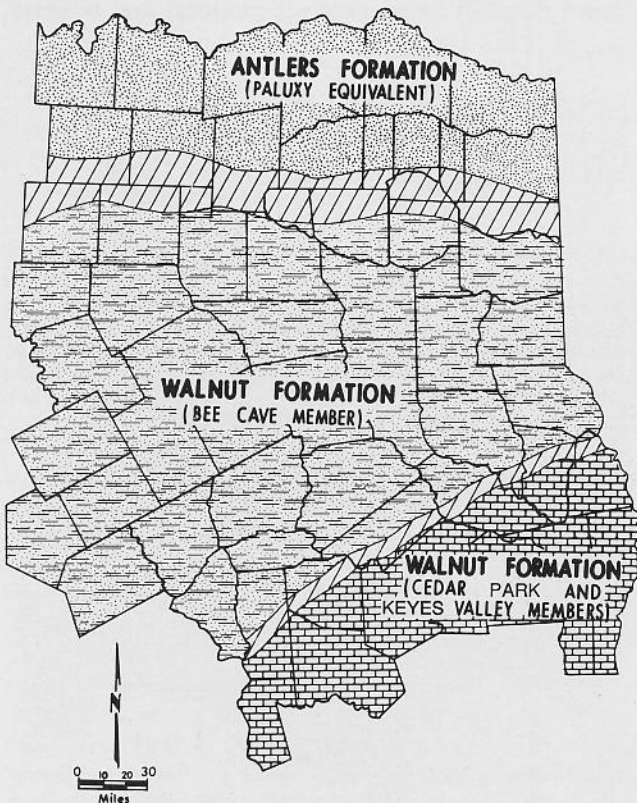 ANTLERS FORMATION
(PALUXY EQUIVALENT)
WALNUT FORMATION
(BEE CAVE MEMBER)
WALNUT FORMATION
(CEDAR PARK AND
KEYES VALLEY MEMBERS)
N
0 10 20 30
Miles